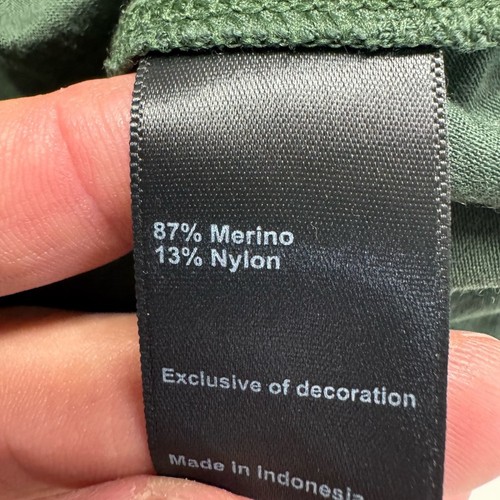 87% Merino
13% Nylon
Exclusive of decoration
Made in Indonesia